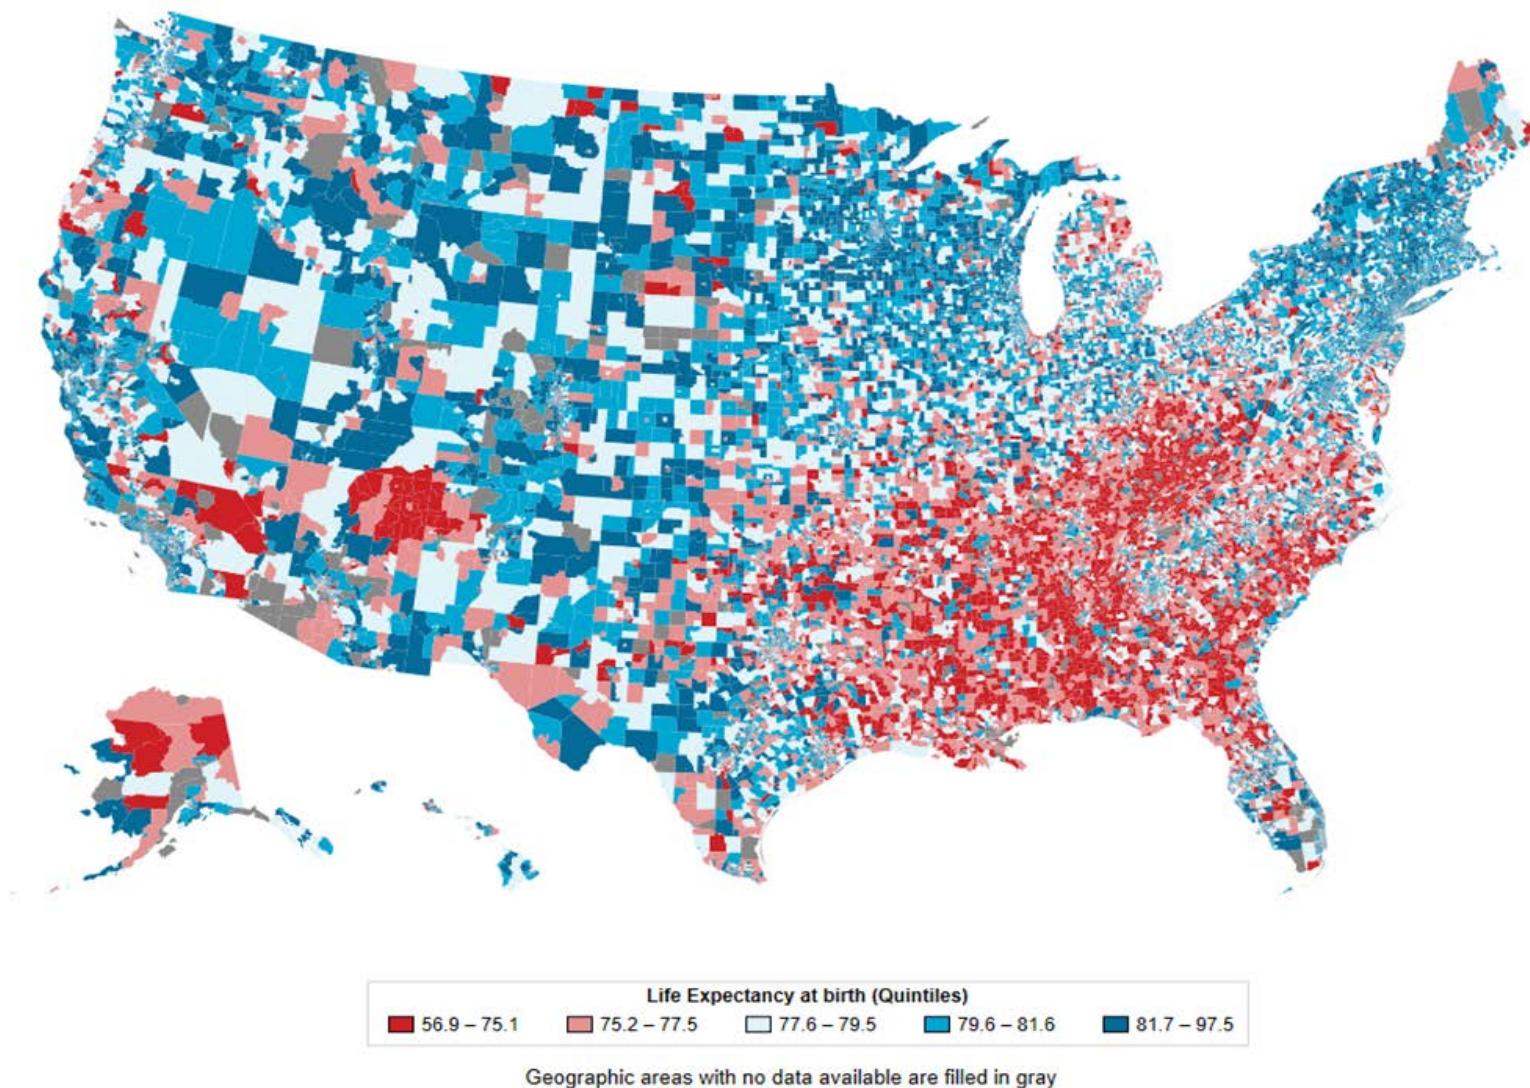 Life Expectancy at birth (Quintiles)
56.9 – 75.1 75.2 – 77.5 77.6 – 79.5 79.6 – 81.6 81.7 – 97.5
Geographic areas with no data available are filled in gray